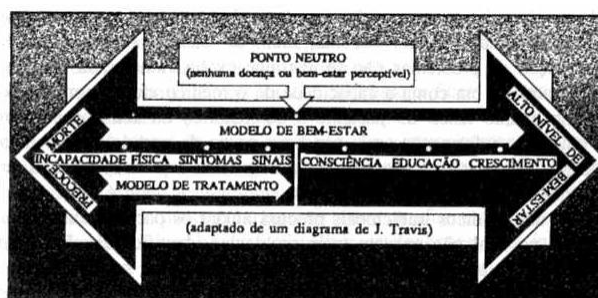 PONTO NEUTRO
(nenhuma doença ou bem-estar perceptível)
MORTE
PRECOCE
MODELO DE BEM-ESTAR
INCAPACIDADE FÍSICA SINTOMAS SINAIS CONSCIÊNCIA EDUCAÇÃO CRESCIMENTO
MODELO DE TRATAMENTO
ALTO NÍVEL DE
BEM-ESTAR
(adaptado de um diagrama de J. Travis)